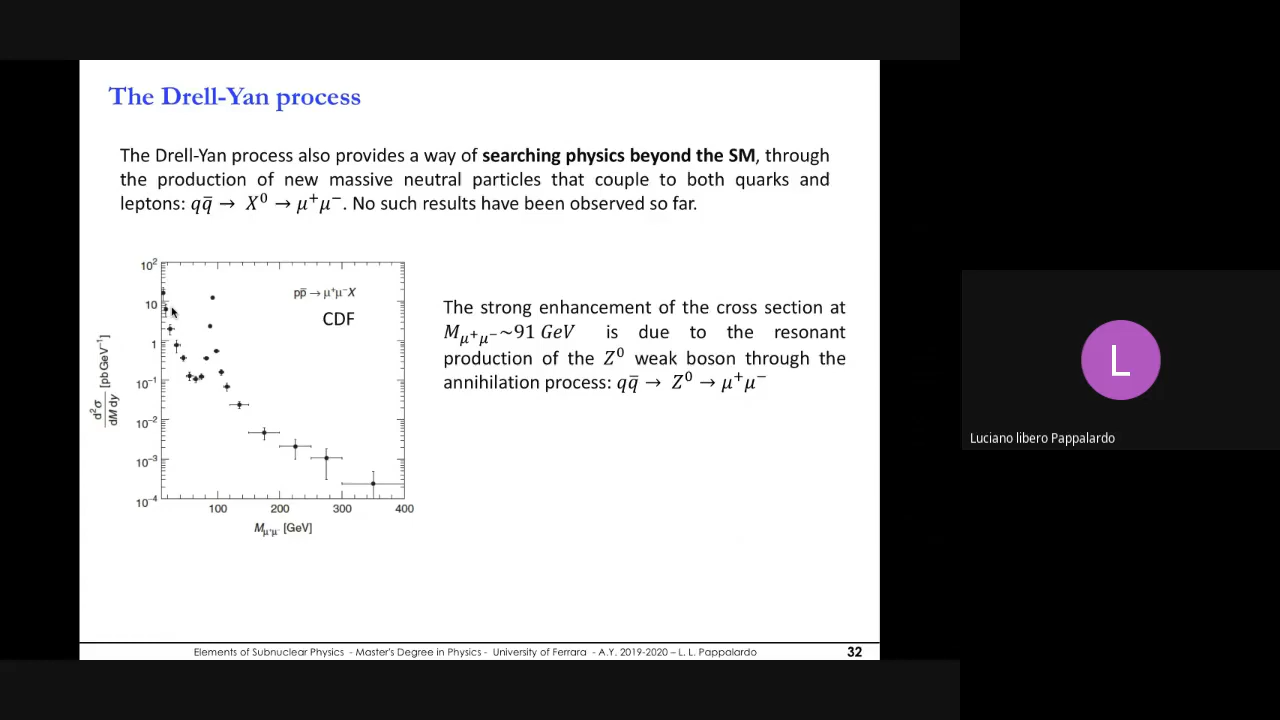 The Drell-Yan process
The Drell-Yan process also provides a way of searching physics beyond the SM, through
the production of new massive neutral particles that couple to both quarks and
leptons: qq̄ → X⁰ → μ⁺μ⁻. No such results have been observed so far.
10²
10
1
10⁻¹
10⁻²
10⁻³
10⁻⁴
d²σ
dM dy
[pb GeV⁻¹]
pp̄ → μ⁺μ⁻X
CDF
100 200 300 400
M_μ⁺μ⁻ [GeV]
The strong enhancement of the cross section at
M_μ⁺μ⁻~91 GeV is due to the resonant
production of the Z⁰ weak boson through the
annihilation process: qq̄ → Z⁰ → μ⁺μ⁻
Elements of Subnuclear Physics - Master's Degree in Physics - University of Ferrara - A.Y. 2019-2020 – L. L. Pappalardo
32
L
Luciano libero Pappalardo